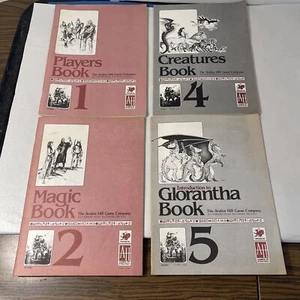 Players
Book
The Avalon Hill Game Company
1
Creatures
Book
The Avalon Hill Game Company
4
Magic
Book
The Avalon Hill Game Company
2
Introduction to
Glorantha
Book
The Avalon Hill Game Company
5